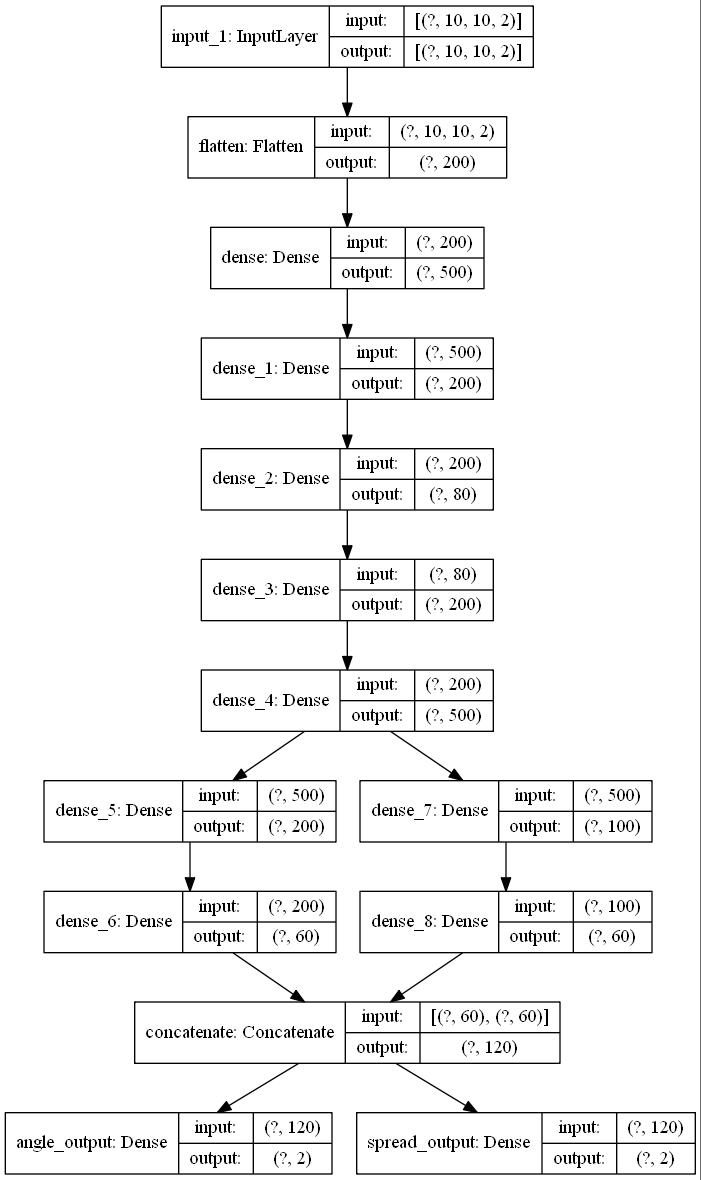 input_1: InputLayer
input: [(?, 10, 10, 2)]
output: [(?, 10, 10, 2)]
flatten: Flatten
input: (?, 10, 10, 2)
output: (?, 200)
dense: Dense
input: (?, 200)
output: (?, 500)
dense_1: Dense
input: (?, 500)
output: (?, 200)
dense_2: Dense
input: (?, 200)
output: (?, 80)
dense_3: Dense
input: (?, 80)
output: (?, 200)
dense_4: Dense
input: (?, 200)
output: (?, 500)
dense_5: Dense
input: (?, 500)
output: (?, 200)
dense_7: Dense
input: (?, 500)
output: (?, 100)
dense_6: Dense
input: (?, 200)
output: (?, 60)
dense_8: Dense
input: (?, 100)
output: (?, 60)
concatenate: Concatenate
input: [(?, 60), (?, 60)]
output: (?, 120)
angle_output: Dense
input: (?, 120)
output: (?, 2)
spread_output: Dense
input: (?, 120)
output: (?, 2)